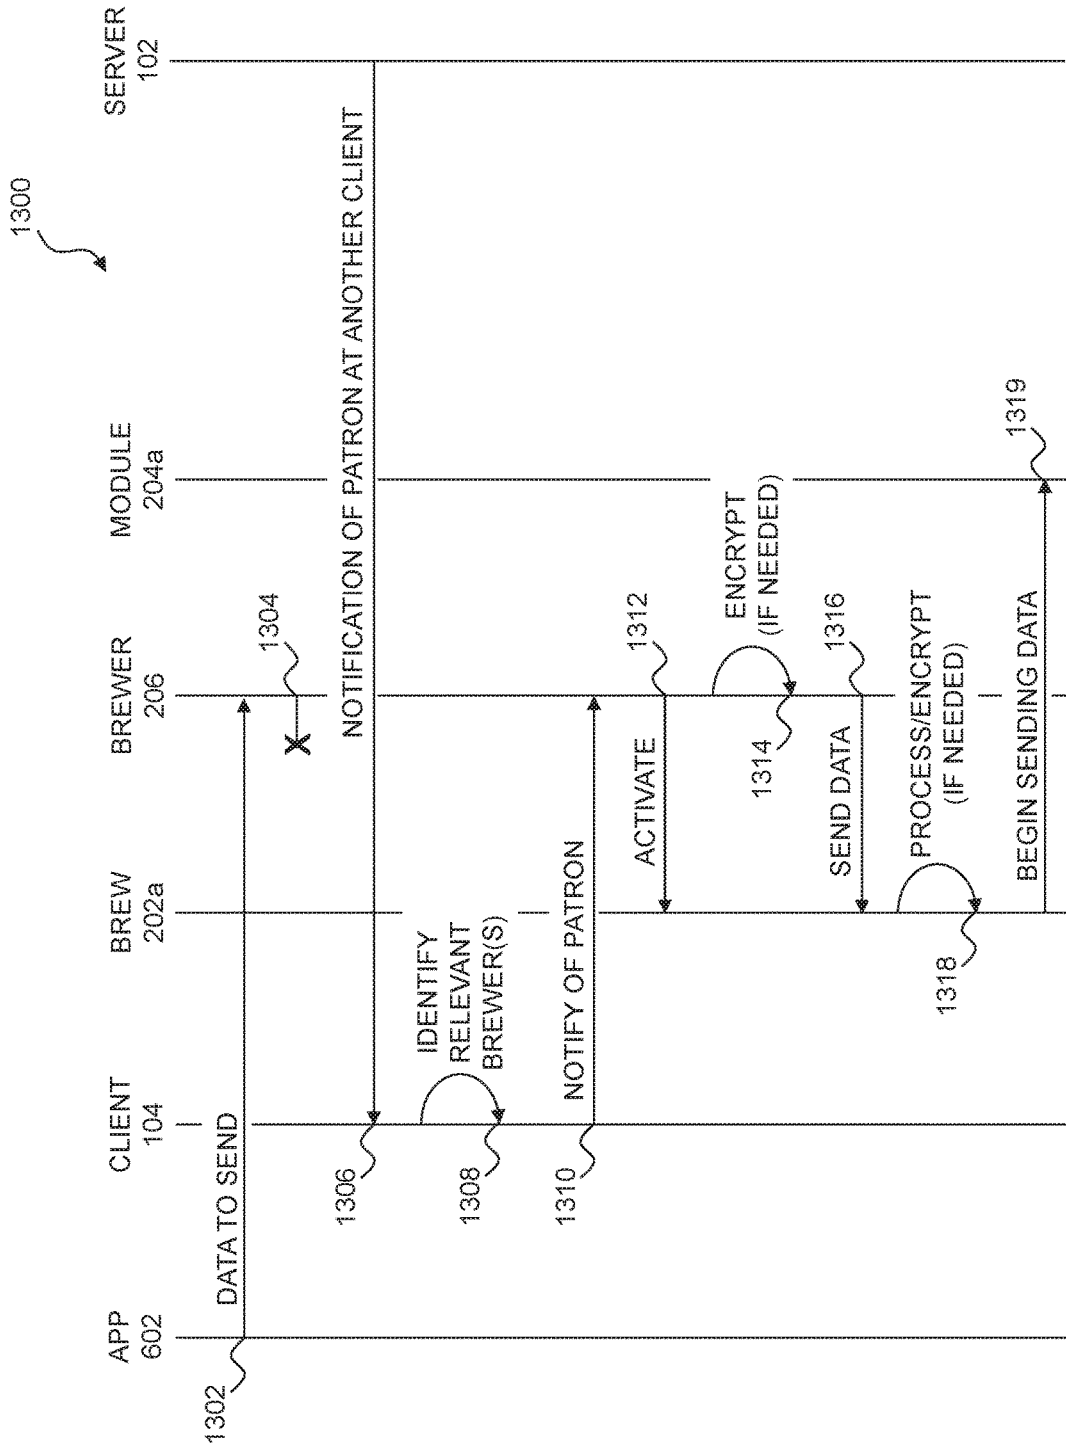 1300
APP
602
CLIENT
104
BREW
202a
BREWER
206
MODULE
204a
SERVER
102
1302
DATA TO SEND
1304
NOTIFICATION OF PATRON AT ANOTHER CLIENT
1306
IDENTIFY
RELEVANT
BREWER(S)
1308
NOTIFY OF PATRON
1310
ACTIVATE
1312
ENCRYPT
(IF NEEDED)
1314
SEND DATA
1316
PROCESS/ENCRYPT
(IF NEEDED)
1318
BEGIN SENDING DATA
1319